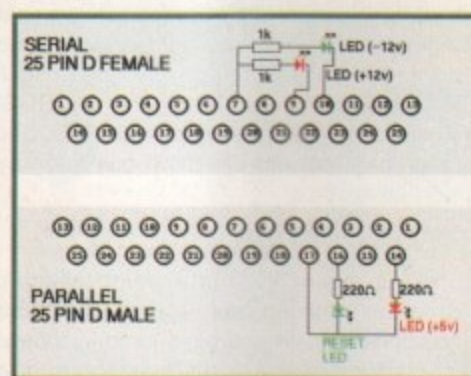 SERIAL
25 PIN D FEMALE
1k
LED (-12v)
1k
LED (+12v)
1 2 3 4 5 6 7 8 9 10 11 12 13
14 15 16 17 18 19 20 21 22 23 24 25
13 12 11 10 9 8 7 6 5 4 3 2 1
25 24 23 22 21 20 19 18 17 16 15 14
PARALLEL
25 PIN D MALE
220Ω
220Ω
LED (+5v)
RESET
LED